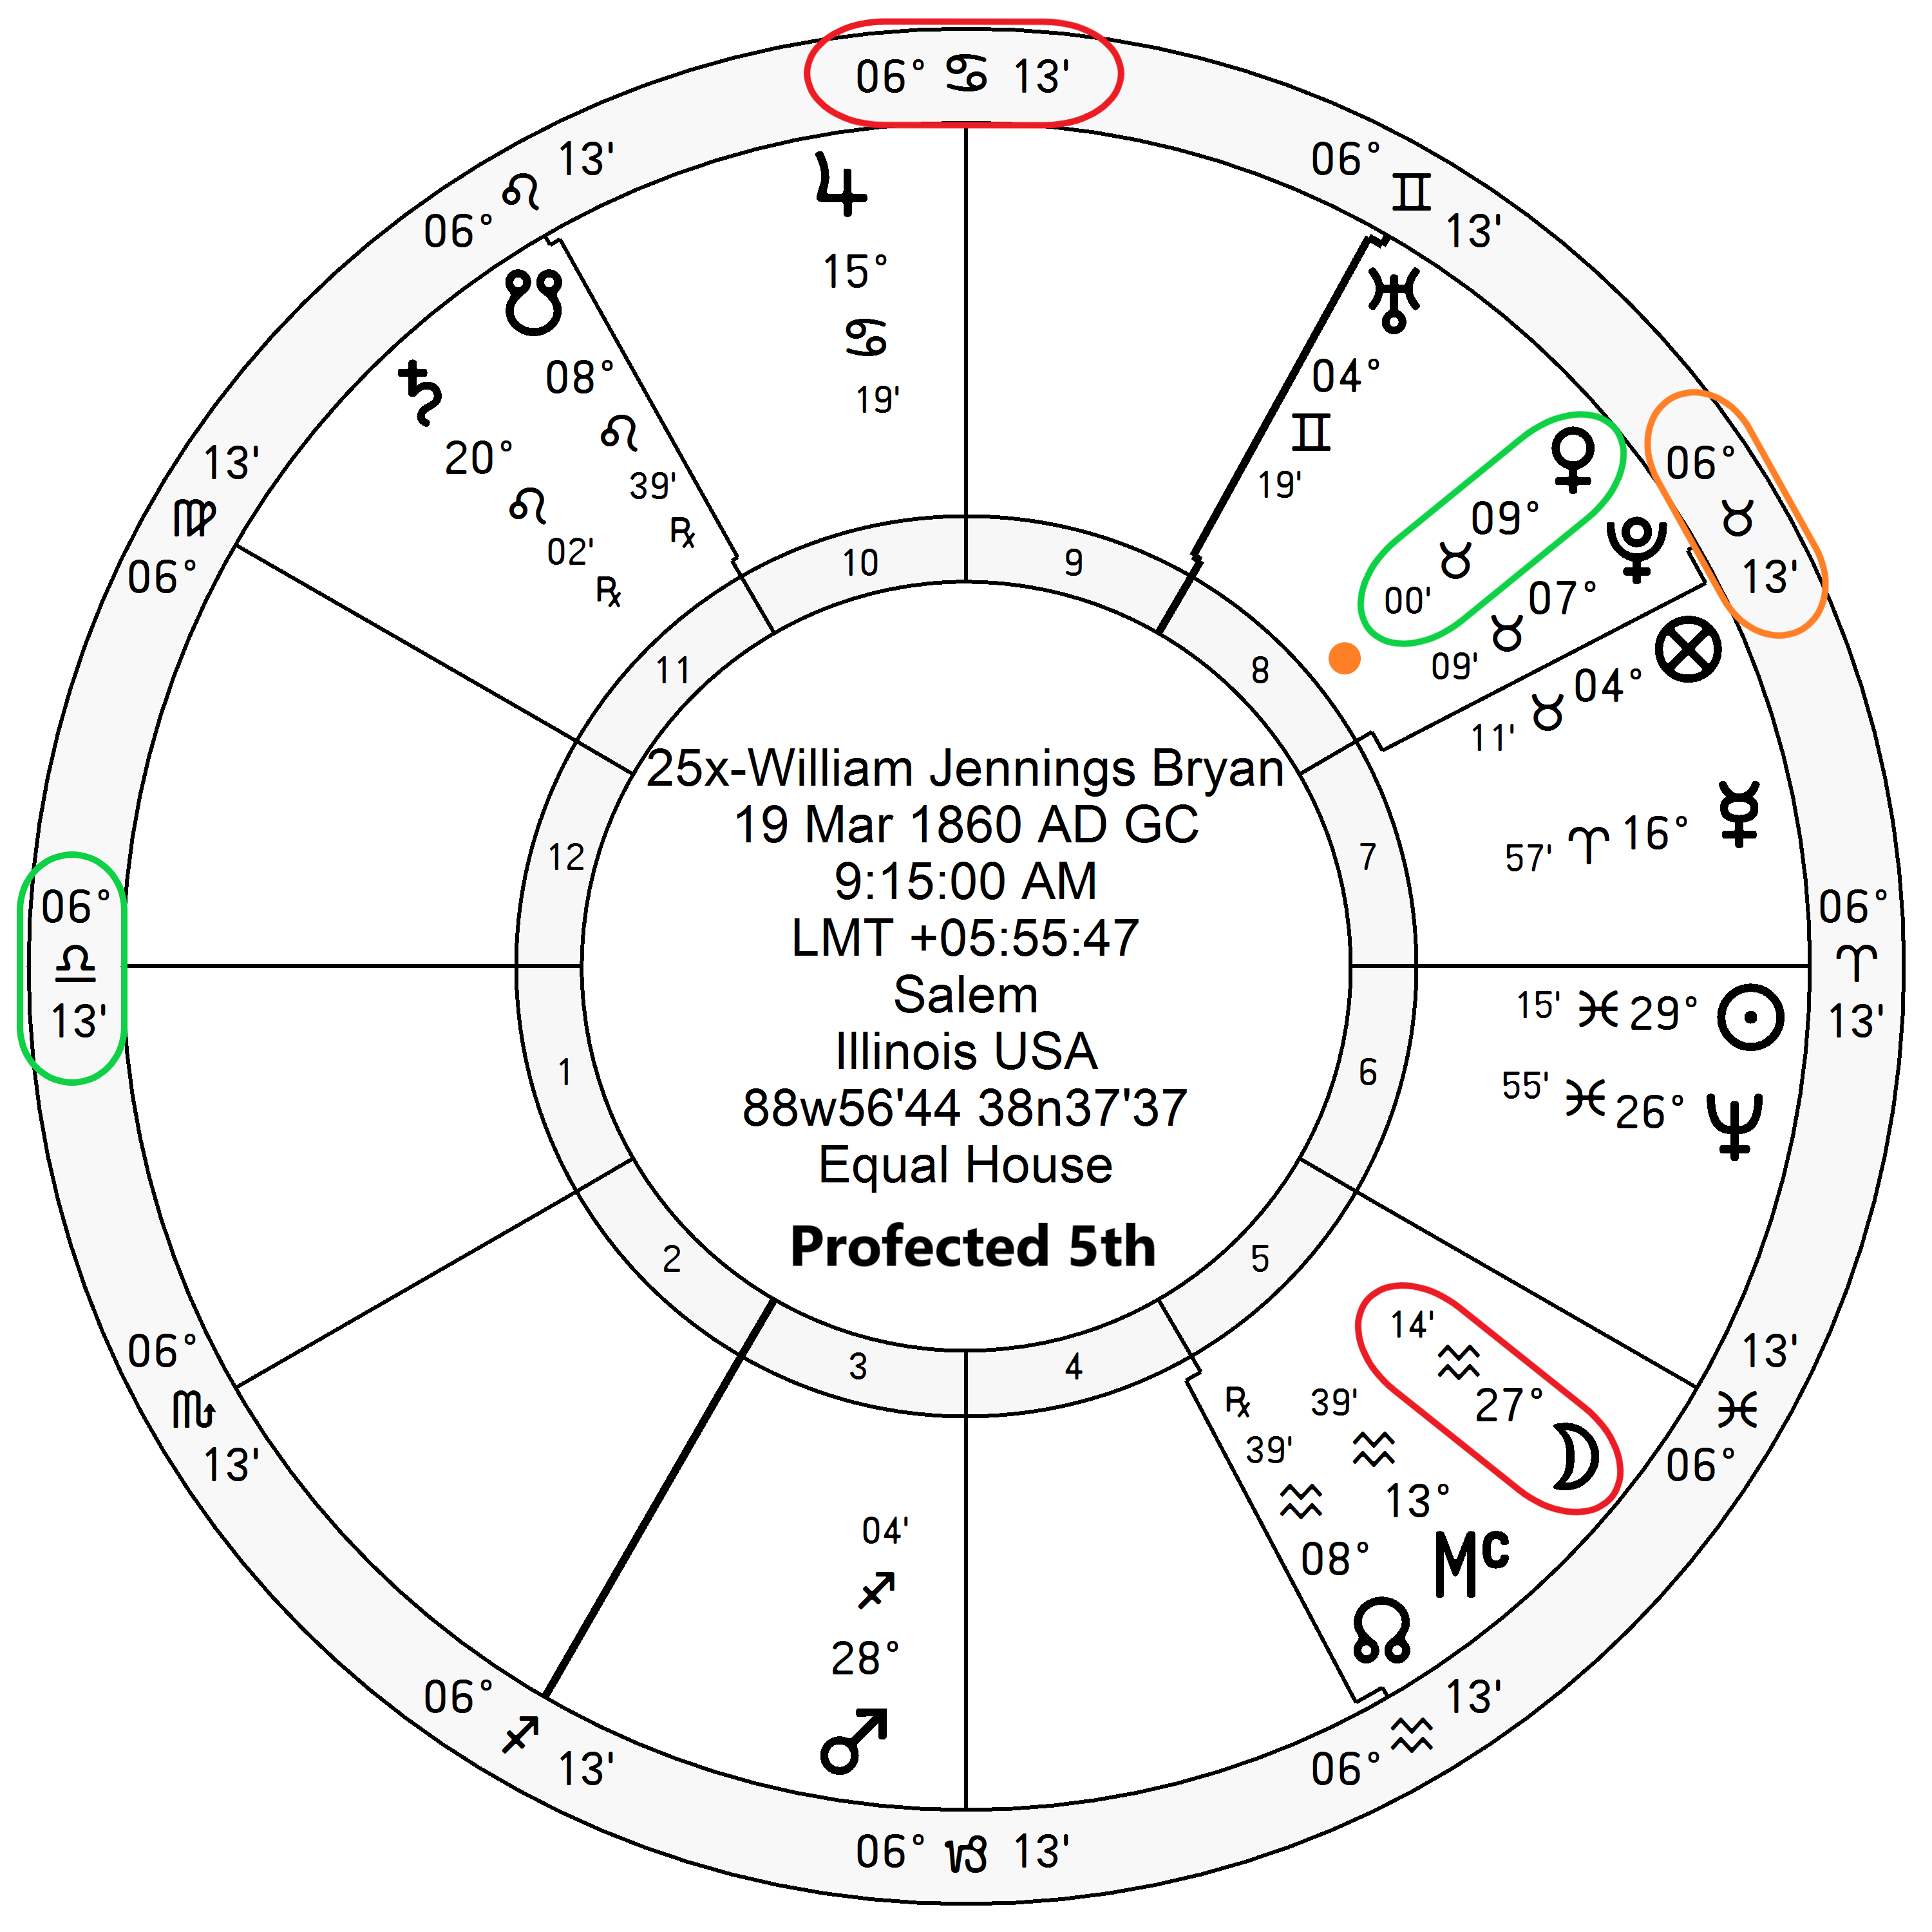 06° ♋ 13'
06° ♌ 13'
06° ♊ 13'
♃ 15° ♋ 19'
☋ 08° ♌ 39' ℞
♅ 04° ♊ 19'
♄ 20° ♌ 02' ℞
♀ 09° ♉ 00'
13' ♍ 06°
06° ♉ 13'
♇ 07° ♉ 09'
⊗ 04° ♉ 11'
10
9
11
8
12
7
1
6
2
5
3
4
25x-William Jennings Bryan
19 Mar 1860 AD GC
9:15:00 AM
LMT +05:55:47
Salem
Illinois USA
88w56'44 38n37'37
Equal House
Profected 5th
57' ♈ 16° ☿
06° ♎ 13'
06° ♈ 13'
15' ♓ 29° ☉
55' ♓ 26° ♆
14' ♒ 27° ☽
39' ♒ 13° Mc
℞ 39' ♒ 08° ☊
06° ♏ 13'
13' ♓ 06°
04' ♐ 28° ♂
06° ♐ 13'
06° ♒ 13'
06° ♑ 13'